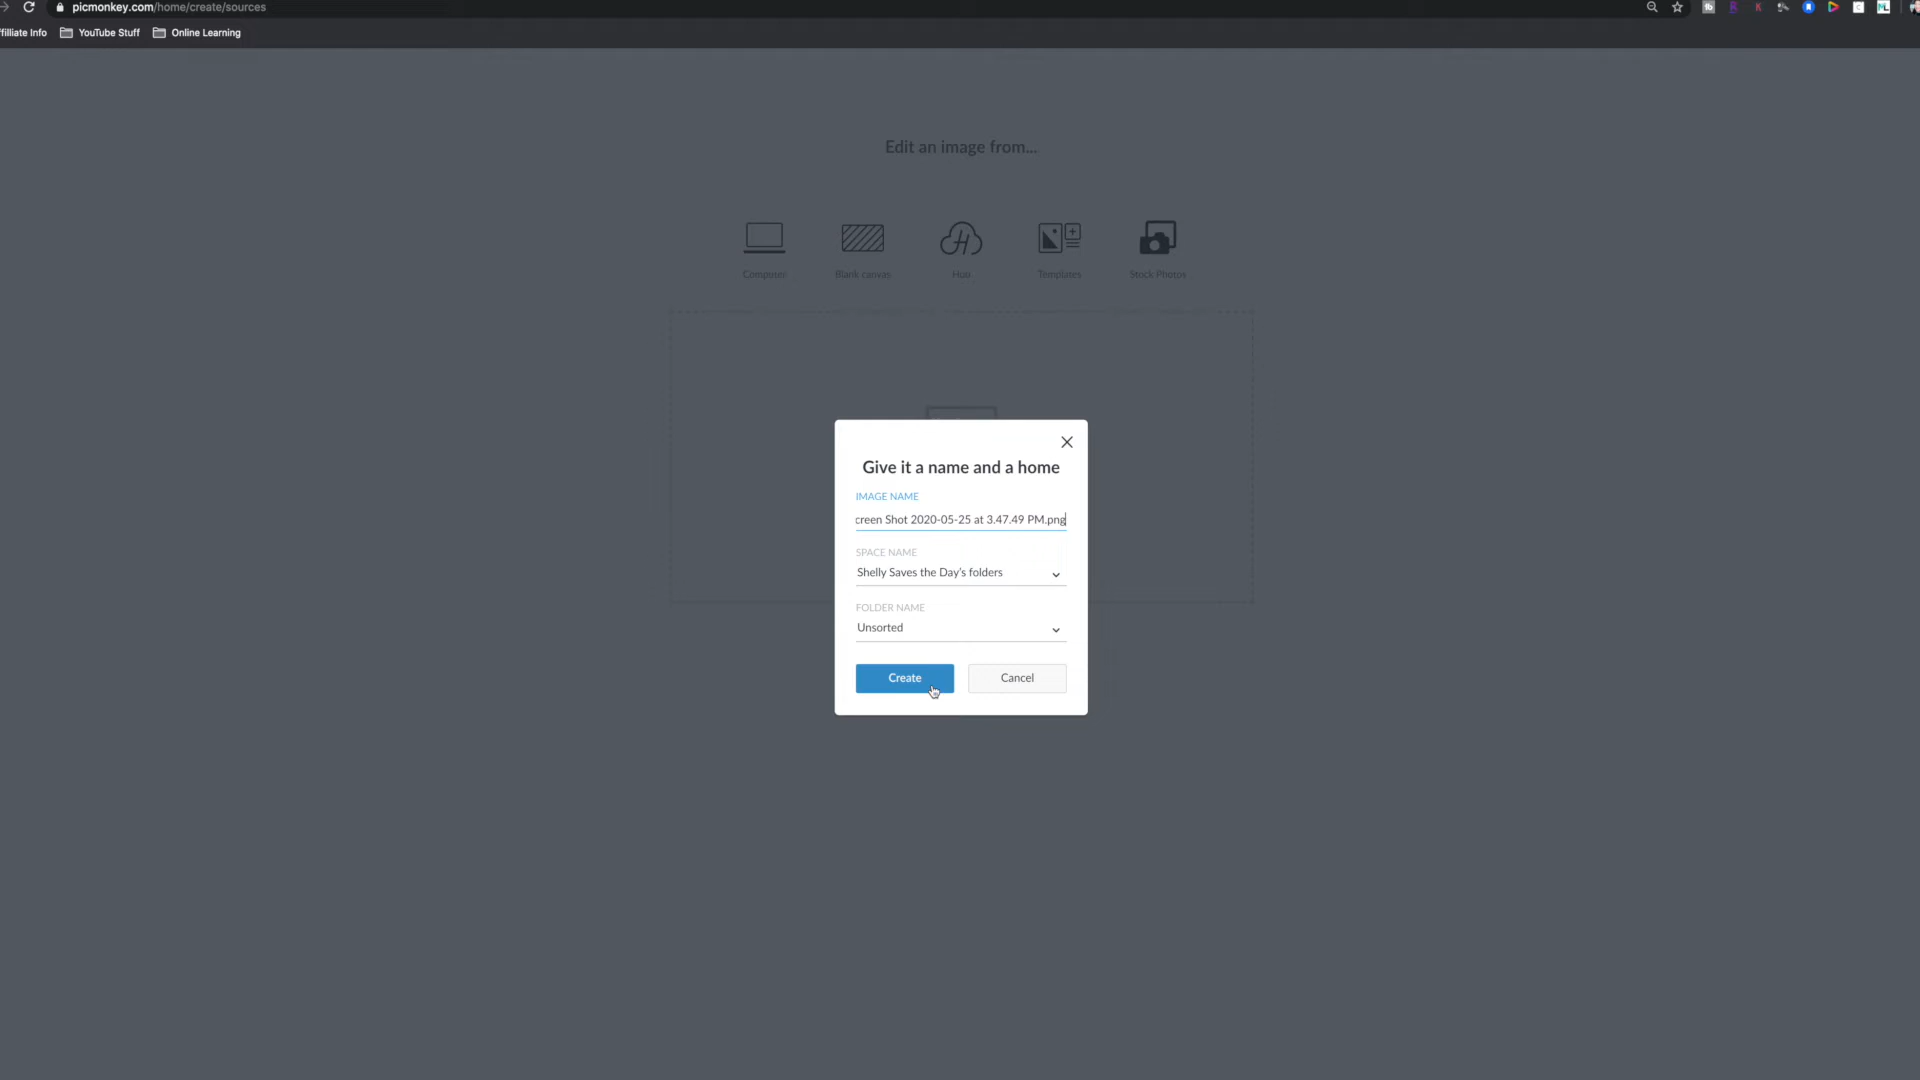 picmonkey.com/home/create/sources
ffiliate Info YouTube Stuff Online Learning
Edit an image from...
Computer Blank canvas Hub Templates Stock Photos
Give it a name and a home
IMAGE NAME
creen Shot 2020-05-25 at 3.47.49 PM.png
SPACE NAME
Shelly Saves the Day's folders
FOLDER NAME
Unsorted
Create Cancel